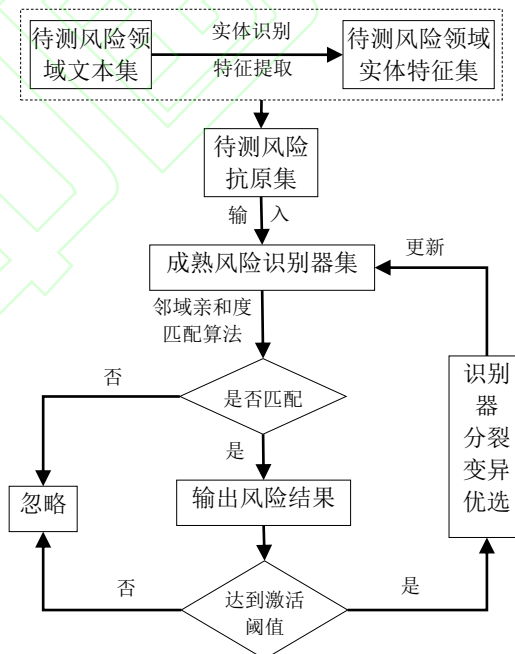 待测风险领
域文本集
实体识别
特征提取
待测风险领域
实体特征集
待测风险
抗原集
输 入
成熟风险识别器集
更新
邻域亲和度
匹配算法
识别
器
分裂
变异
优选
否
是否匹配
是
忽略
输出风险结果
否
达到激活
阈值
是